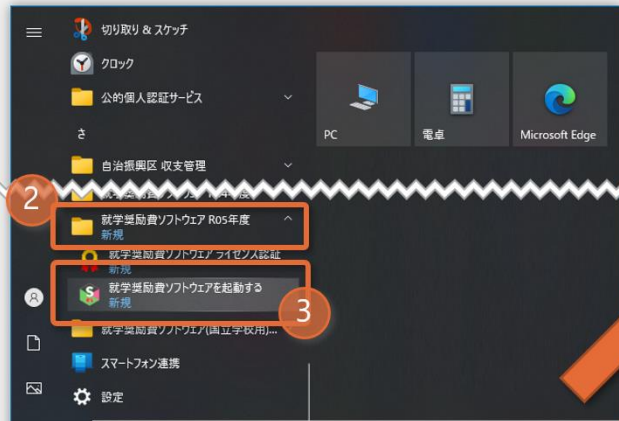 切り取り & スケッチ
クロック
公的個人認証サービス
さ
自治振興区 収支管理
PC
電卓
Microsoft Edge
2
就学奨励費ソフトウェア R05年度
新規
就学奨励費ソフトウェア ライセンス認証
新規
就学奨励費ソフトウェアを起動する
新規
3
就学奨励費ソフトウェア(国立学校用)...
スマートフォン連携
設定